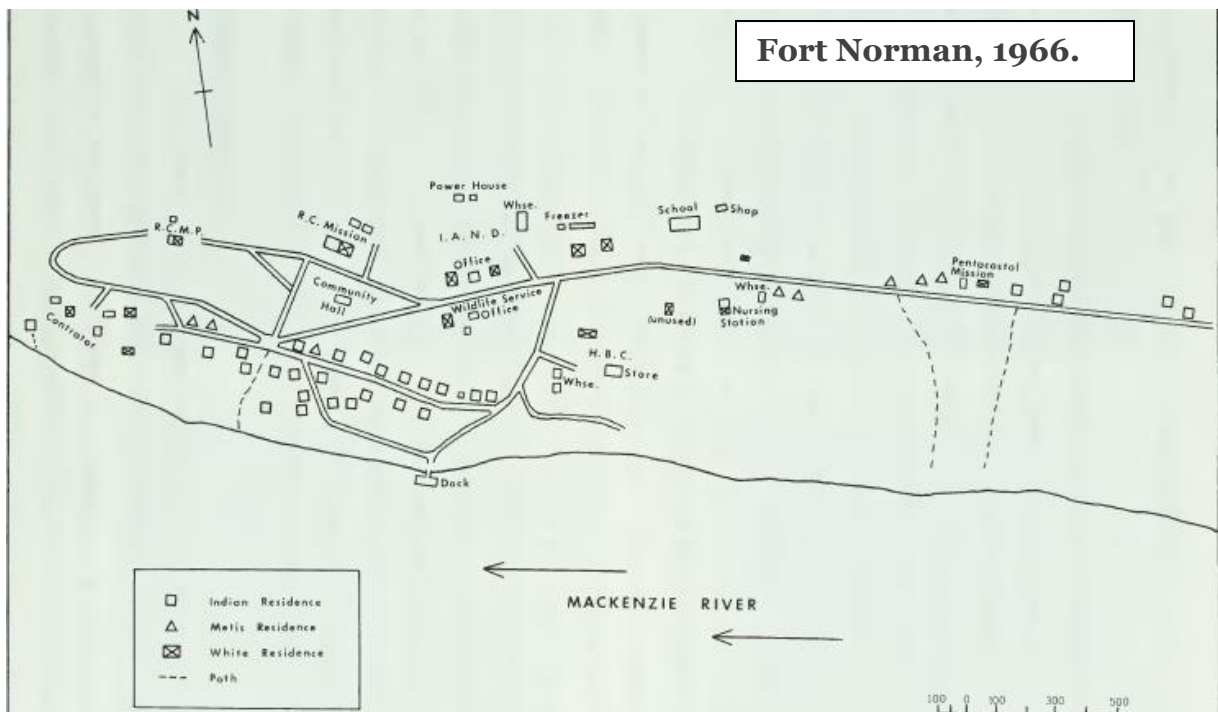 N
Fort Norman, 1966.
Power House
Whse.
Freezer
School
Shop
R.C. Mission
R.C.M.P.
I.A.N.D.
Office
Community
Hall
Wildlife Service
Office
Pentacostal
Mission
Whse.
Nursing
Station
(unused)
Contrator
H.B.C.
Store
Whse.
Dock
MACKENZIE RIVER
Indian Residence
Metis Residence
White Residence
Path
100 0 100 300 500